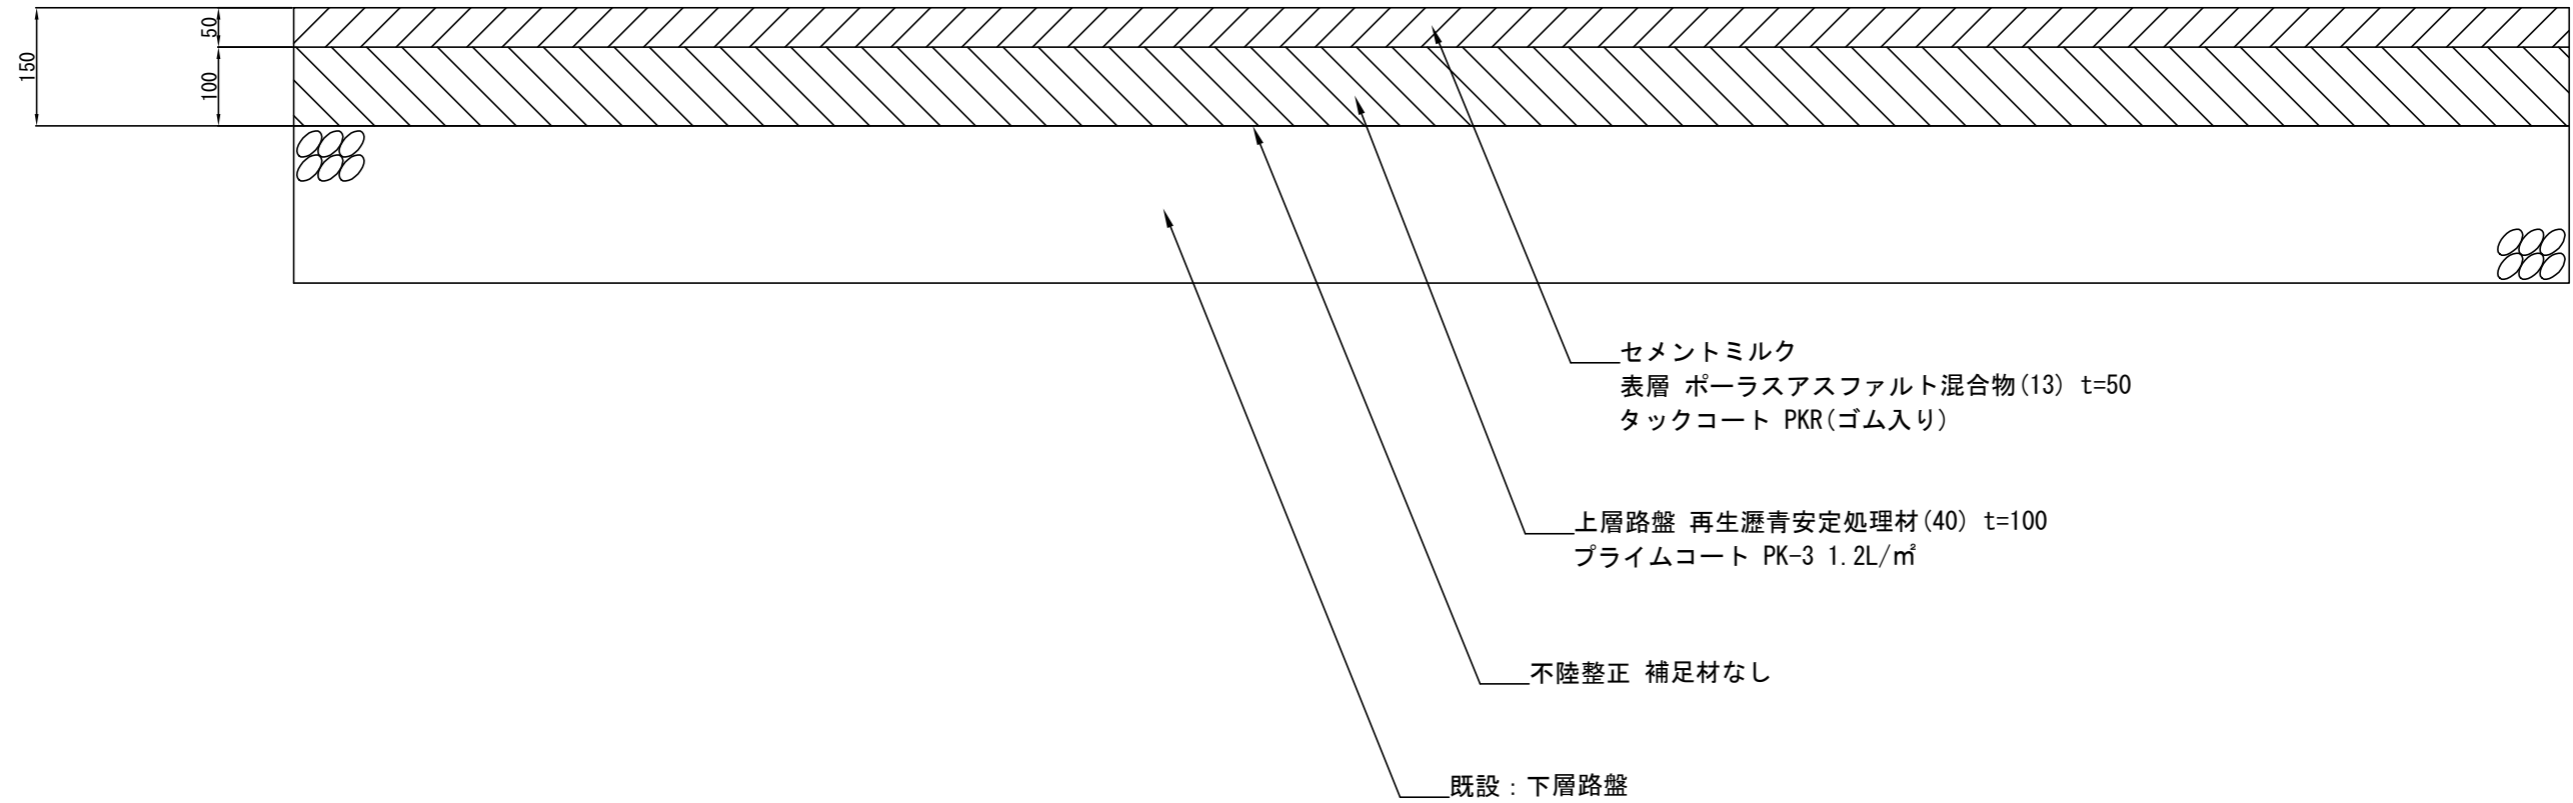 50
150
100
セメントミルク
表層 ポーラスアスファルト混合物(13) t=50
タックコート PKR(ゴム入り)
上層路盤 再生瀝青安定処理材(40) t=100
プライムコート PK-3 1.2L/㎡
不陸整正 補足材なし
既設：下層路盤